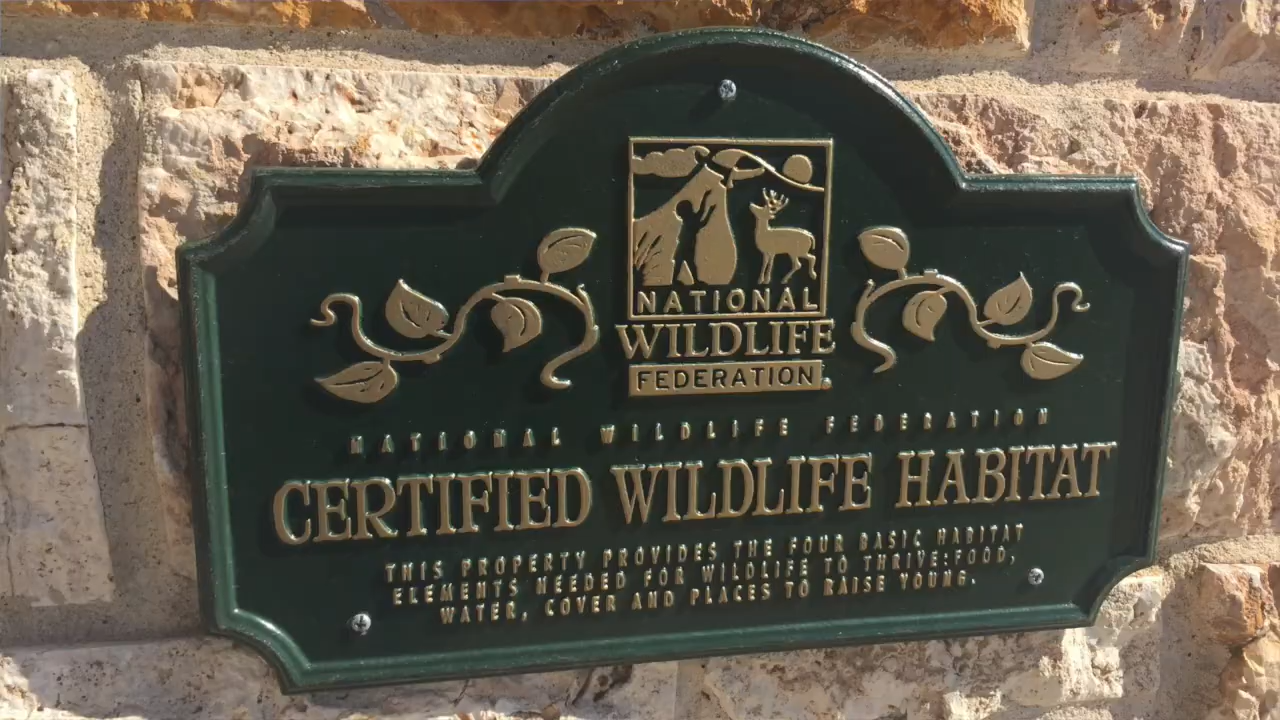 NATIONAL
WILDLIFE
FEDERATION
NATIONAL WILDLIFE FEDERATION
CERTIFIED WILDLIFE HABITAT
THIS PROPERTY PROVIDES THE FOUR BASIC HABITAT
ELEMENTS NEEDED FOR WILDLIFE TO THRIVE:FOOD,
WATER, COVER AND PLACES TO RAISE YOUNG.